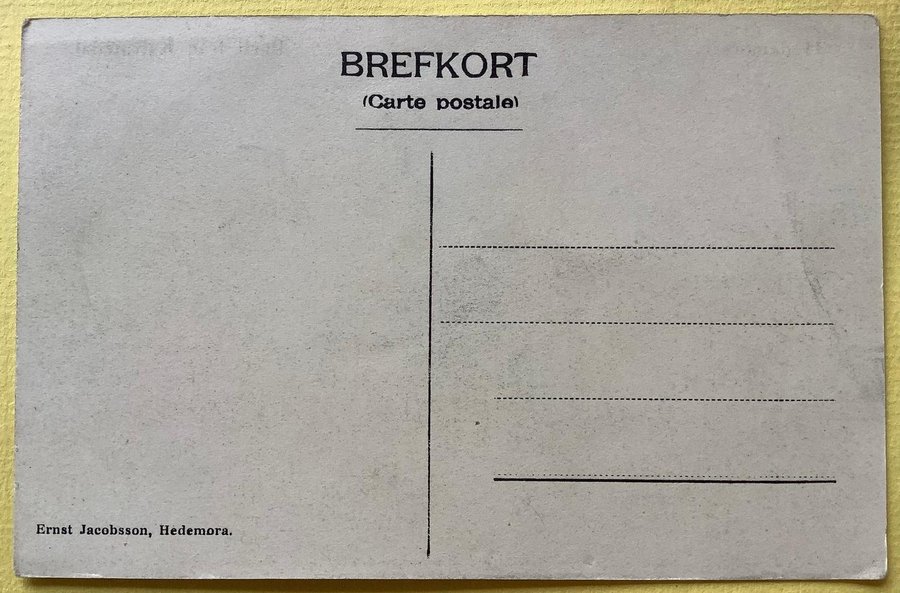 BREFKORT
(Carte postale)
Ernst Jacobsson, Hedemora.